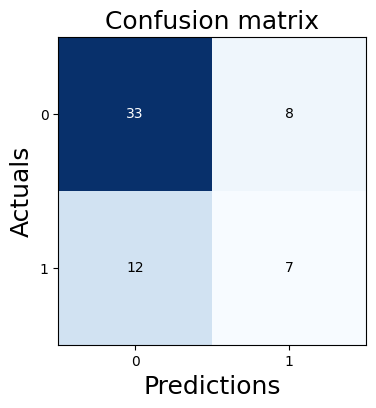 Confusion matrix
Actuals
0
33
8
1
12
7
0
1
Predictions